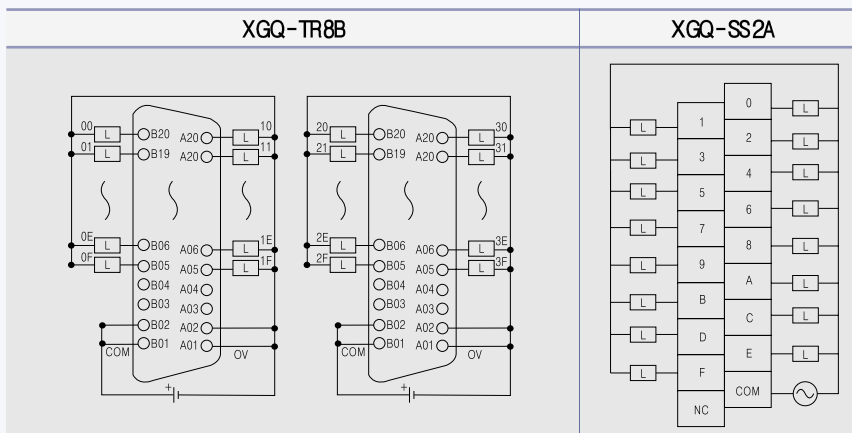 XGQ-TR8B
XGQ-SS2A
00 L B20 A20 L 10
01 L B19 A20 L 11
0E L B06 A06 L 1E
0F L B05 A05 L 1F
B04 A04
B03 A03
B02 A02
COM B01 A01 OV
+
20 L B20 A20 L 30
21 L B19 A20 L 31
2E L B06 A06 L 3E
2F L B05 A05 L 3F
B04 A04
B03 A03
B02 A02
COM B01 A01 OV
+
0 L
L 1
2 L
L 3
4 L
L 5
6 L
L 7
8 L
L 9
A L
L B
C L
L D
E L
L F
COM
NC